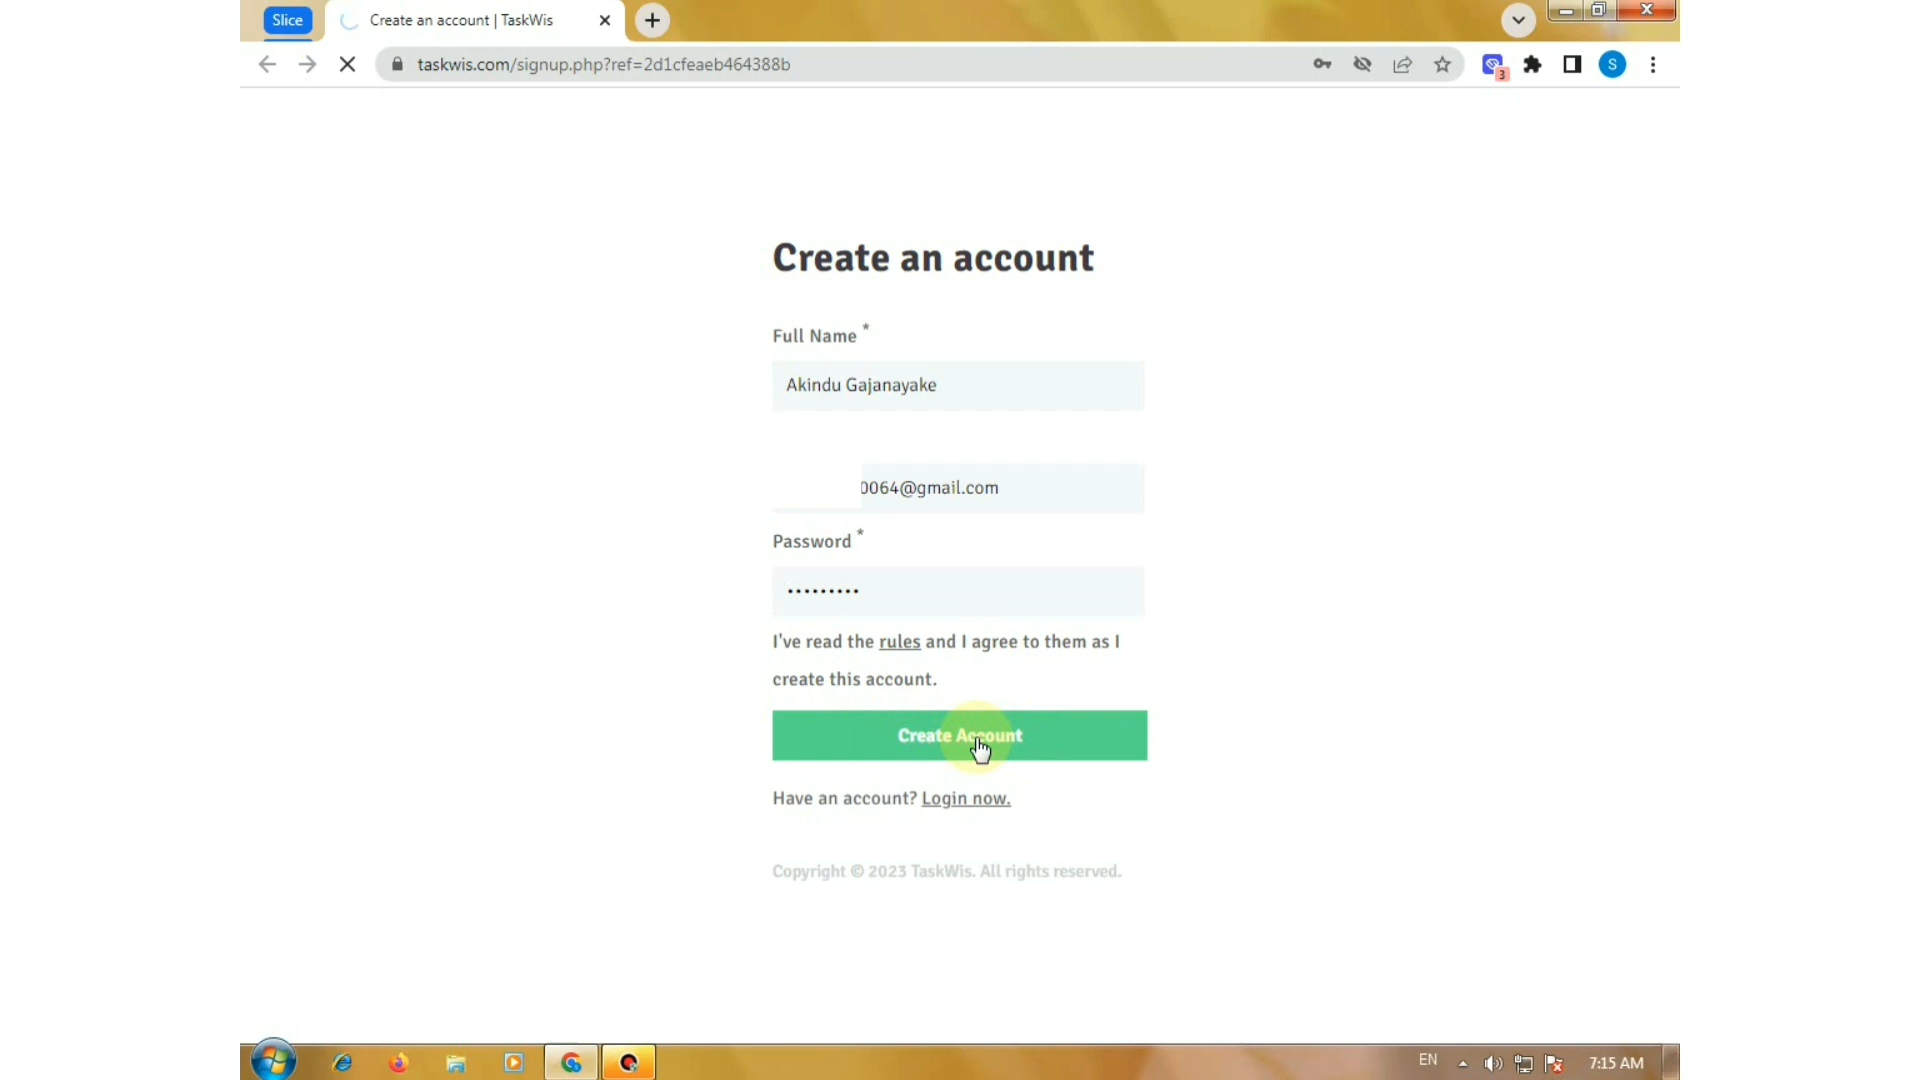 Slice
Create an account | TaskWis
taskwis.com/signup.php?ref=2d1cfeaeb464388b
3
S
Create an account
Full Name *
Akindu Gajanayake
0064@gmail.com
Password *
•••••••••
I've read the rules and I agree to them as I
create this account.
Create Account
Have an account? Login now.
Copyright © 2023 TaskWis. All rights reserved.
EN
7:15 AM